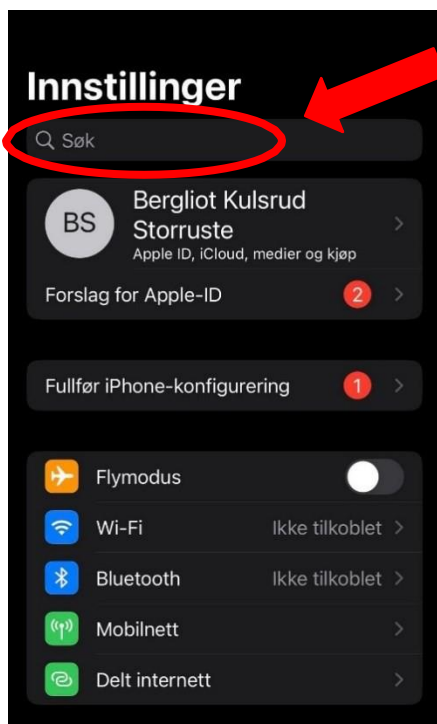 Innstillinger
Søk
BS
Bergliot Kulsrud
Storruste
Apple ID, iCloud, medier og kjøp
Forslag for Apple-ID 2
Fullfør iPhone-konfigurering 1
Flymodus
Wi-Fi Ikke tilkoblet
Bluetooth Ikke tilkoblet
Mobilnett
Delt internett